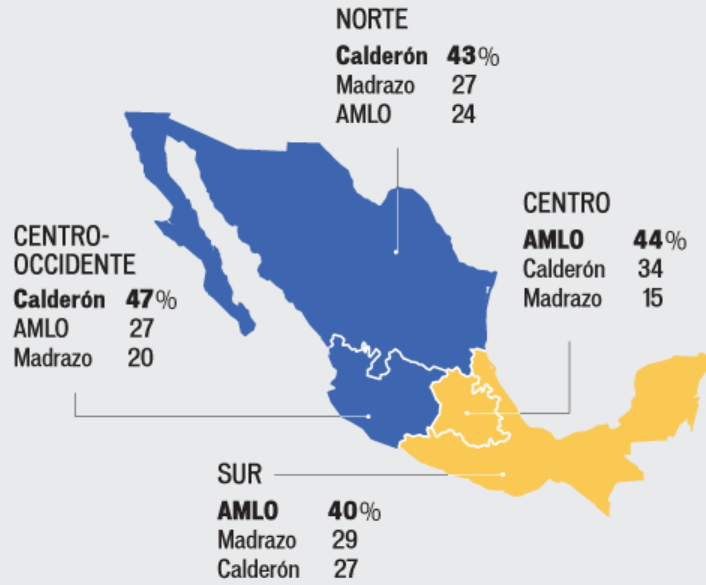 NORTE
Calderón 43%
Madrazo 27
AMLO 24
CENTRO
AMLO 44%
Calderón 34
Madrazo 15
CENTRO-
OCCIDENTE
Calderón 47%
AMLO 27
Madrazo 20
SUR
AMLO 40%
Madrazo 29
Calderón 27